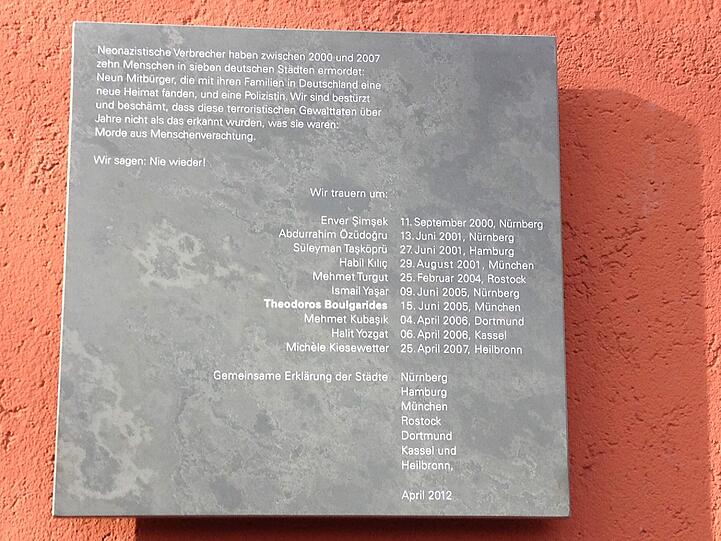 Neonazistische Verbrecher haben zwischen 2000 und 2007
zehn Menschen in sieben deutschen Städten ermordet:
Neun Mitbürger, die mit ihren Familien in Deutschland eine
neue Heimat fanden, und eine Polizistin. Wir sind bestürzt
und beschämt, dass diese terroristischen Gewalttaten über
Jahre nicht als das erkannt wurden, was sie waren:
Morde aus Menschenverachtung.
Wir sagen: Nie wieder!
Wir trauern um:
Enver Şimşek 11. September 2000, Nürnberg
Abdurrahim Özüdoğru 13. Juni 2001, Nürnberg
Süleyman Taşköprü 27. Juni 2001, Hamburg
Habil Kılıç 29. August 2001, München
Mehmet Turgut 25. Februar 2004, Rostock
Ismail Yaşar 09. Juni 2005, Nürnberg
Theodoros Boulgarides 15. Juni 2005, München
Mehmet Kubaşık 04. April 2006, Dortmund
Halit Yozgat 06. April 2006, Kassel
Michèle Kiesewetter 25. April 2007, Heilbronn
Gemeinsame Erklärung der Städte Nürnberg
Hamburg
München
Rostock
Dortmund
Kassel und
Heilbronn,
April 2012